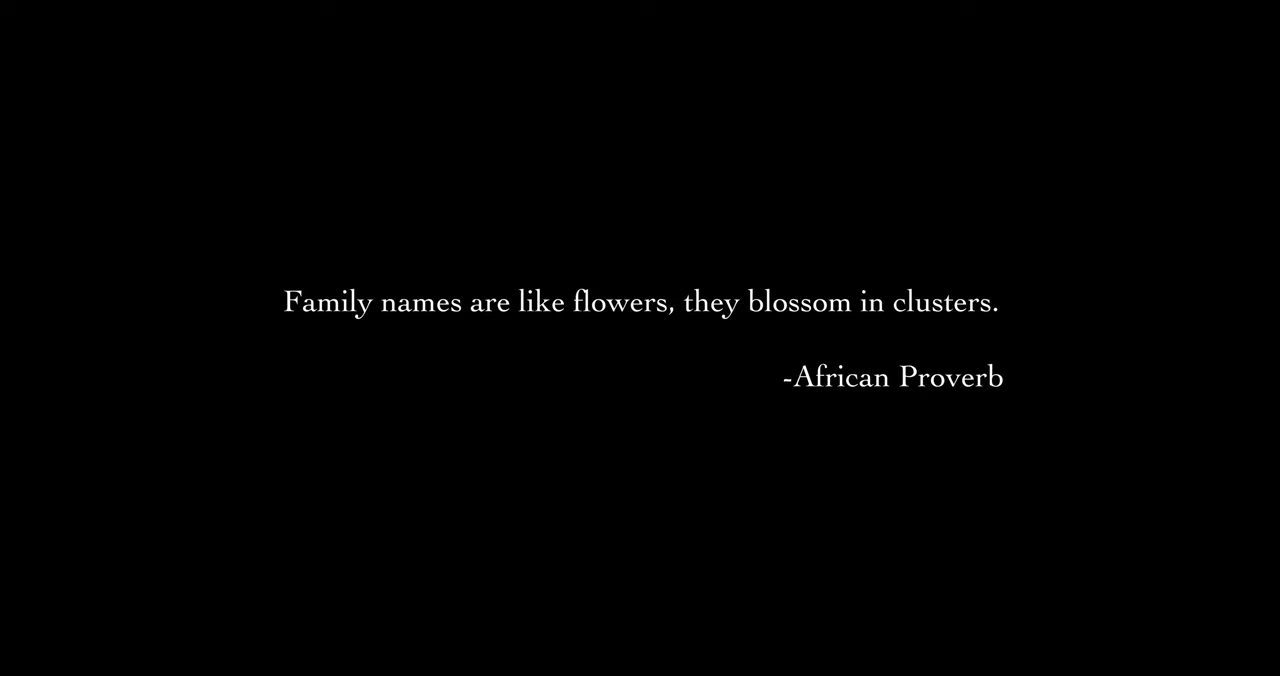 Family names are like flowers, they blossom in clusters.
-African Proverb